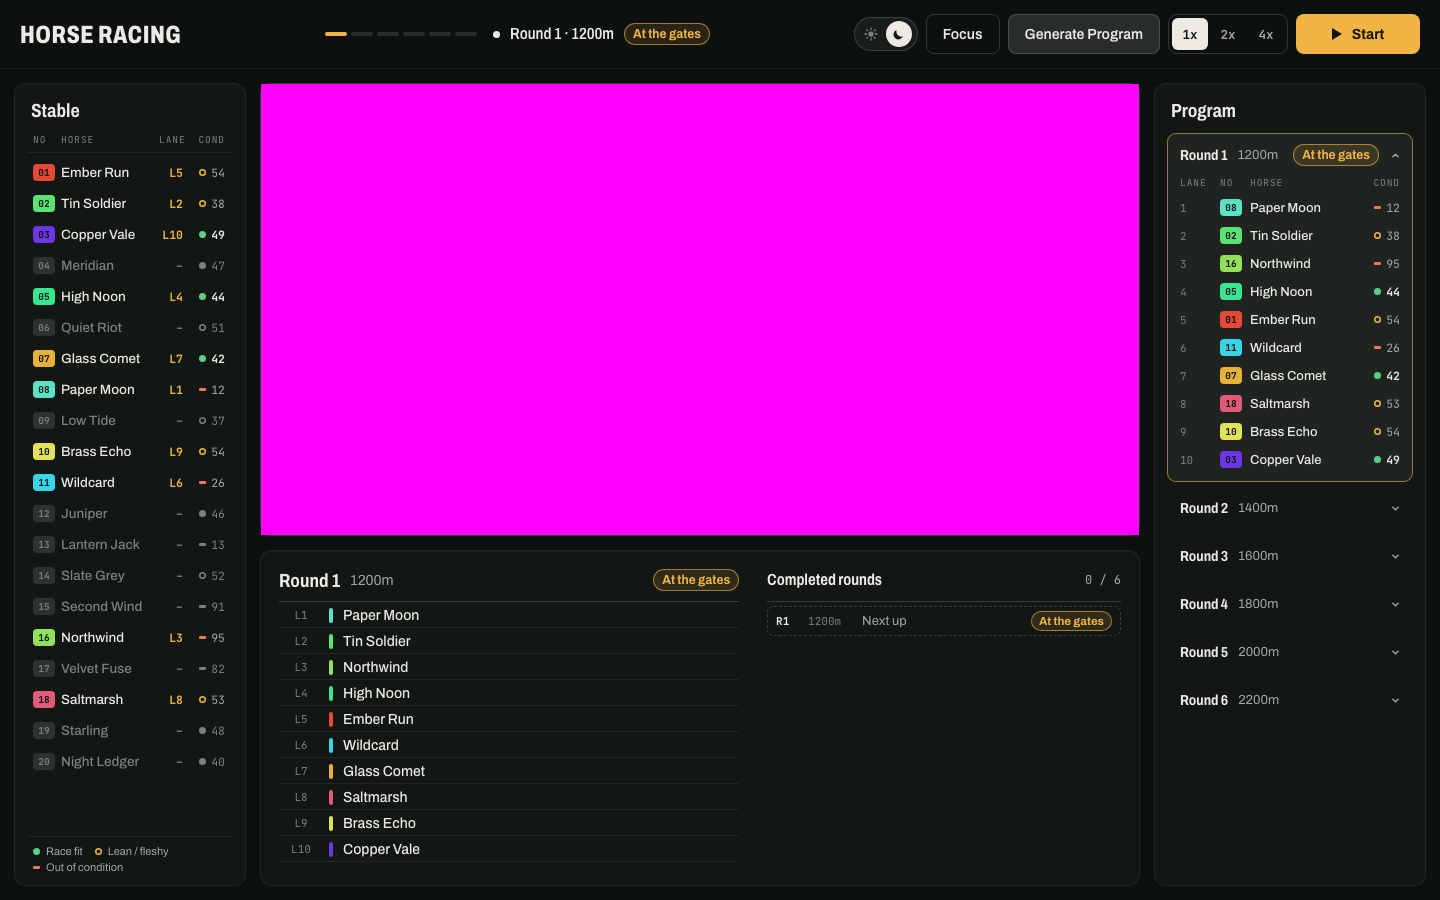 HORSE RACING
Round 1 · 1200m At the gates
Focus
Generate Program
1x 2x 4x
Start
Stable
NO HORSE LANE COND
01 Ember Run L5 54
02 Tin Soldier L2 38
03 Copper Vale L10 49
04 Meridian – 47
05 High Noon L4 44
06 Quiet Riot – 51
07 Glass Comet L7 42
08 Paper Moon L1 12
09 Low Tide – 37
10 Brass Echo L9 54
11 Wildcard L6 26
12 Juniper – 46
13 Lantern Jack – 13
14 Slate Grey – 52
15 Second Wind – 91
16 Northwind L3 95
17 Velvet Fuse – 82
18 Saltmarsh L8 53
19 Starling – 48
20 Night Ledger – 40
Race fit Lean / fleshy
Out of condition
Round 1 1200m At the gates
L1 Paper Moon
L2 Tin Soldier
L3 Northwind
L4 High Noon
L5 Ember Run
L6 Wildcard
L7 Glass Comet
L8 Saltmarsh
L9 Brass Echo
L10 Copper Vale
Completed rounds 0 / 6
R1 1200m Next up At the gates
Program
Round 1 1200m At the gates
LANE NO HORSE COND
1 08 Paper Moon 12
2 02 Tin Soldier 38
3 16 Northwind 95
4 05 High Noon 44
5 01 Ember Run 54
6 11 Wildcard 26
7 07 Glass Comet 42
8 18 Saltmarsh 53
9 10 Brass Echo 54
10 03 Copper Vale 49
Round 2 1400m
Round 3 1600m
Round 4 1800m
Round 5 2000m
Round 6 2200m